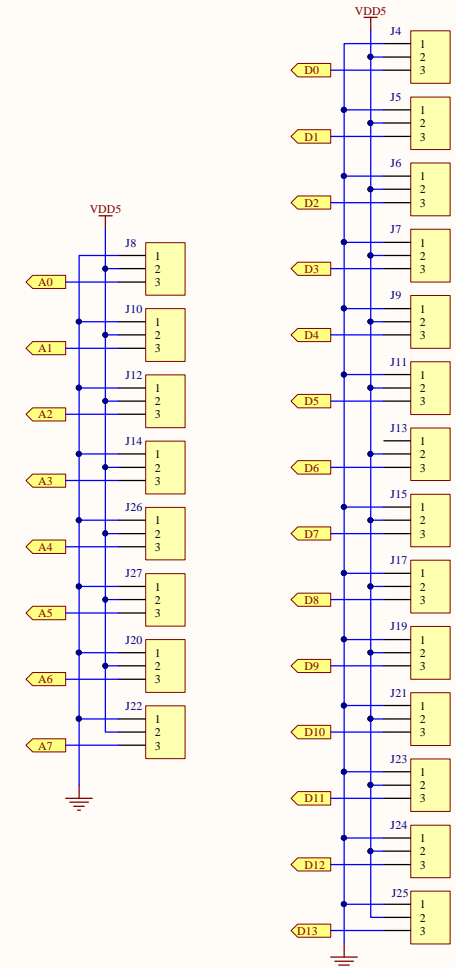 VDD5
J8
1
2
A0 3
J10
1
2
A1 3
J12
1
2
A2 3
J14
1
2
A3 3
J26
1
2
A4 3
J27
1
2
A5 3
J20
1
2
A6 3
J22
1
2
A7 3
VDD5
J4
1
2
D0 3
J5
1
2
D1 3
J6
1
2
D2 3
J7
1
2
D3 3
J9
1
2
D4 3
J11
1
2
D5 3
J13
1
2
D6 3
J15
1
2
D7 3
J17
1
2
D8 3
J19
1
2
D9 3
J21
1
2
D10 3
J23
1
2
D11 3
J24
1
2
D12 3
J25
1
2
D13 3